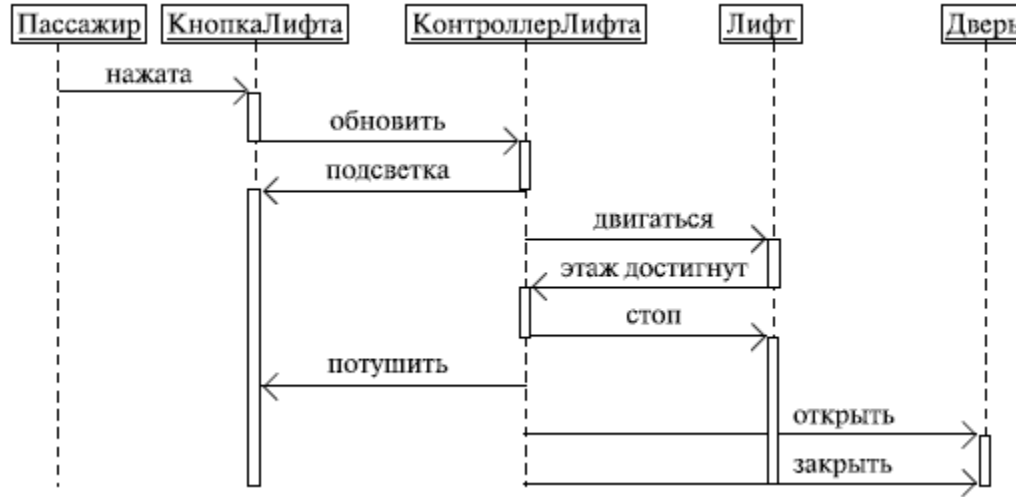 Пассажир КнопкаЛифта КонтроллерЛифта Лифт Дверь
нажата
обновить
подсветка
двигаться
этаж достигнут
стоп
потушить
открыть
закрыть